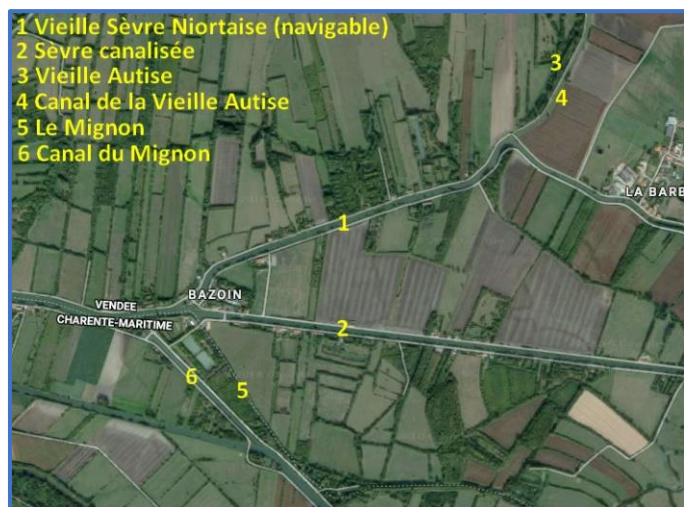 1 Vieille Sèvre Niortaise (navigable)
2 Sèvre canalisée
3 Vieille Autise
4 Canal de la Vieille Autise
5 Le Mignon
6 Canal du Mignon
3
4
LA BARB
1
BAZOIN
VENDEE
CHARENTE-MARITIME
2
6
5